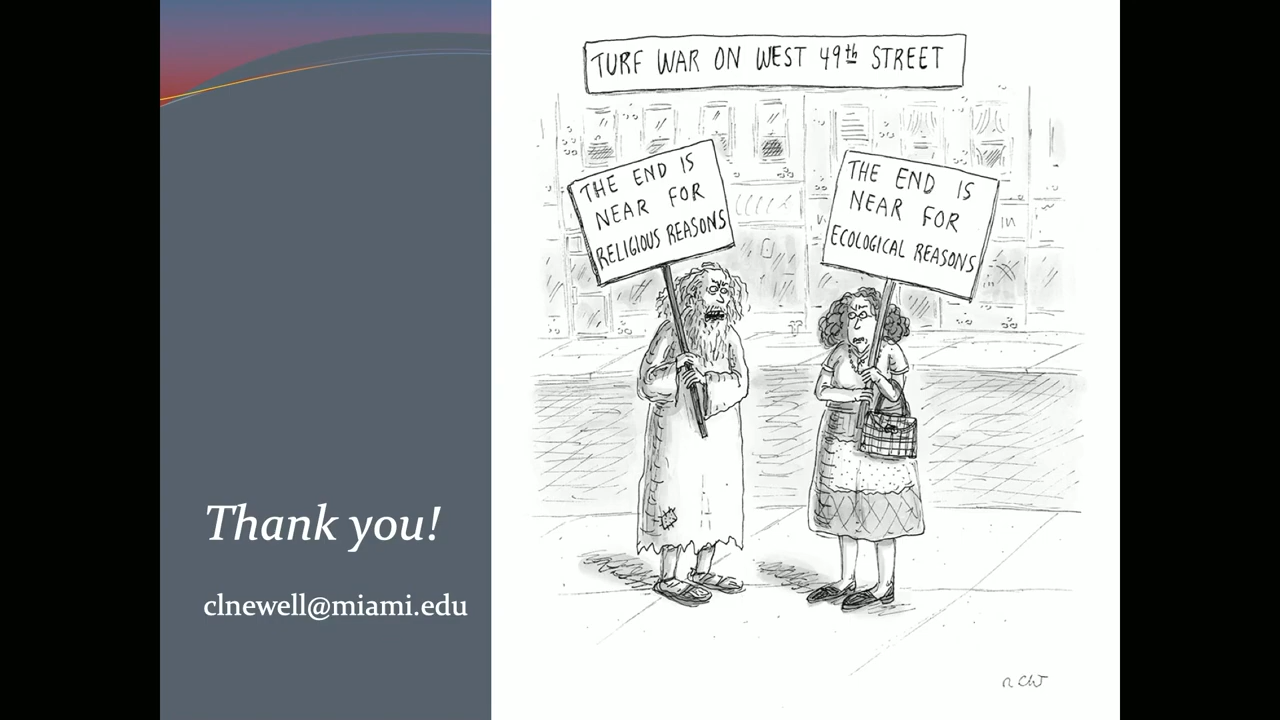 TURF WAR ON WEST 49th STREET
THE END IS
NEAR FOR
RELIGIOUS REASONS
THE END IS
NEAR FOR
ECOLOGICAL REASONS
Thank you!
clnewell@miami.edu